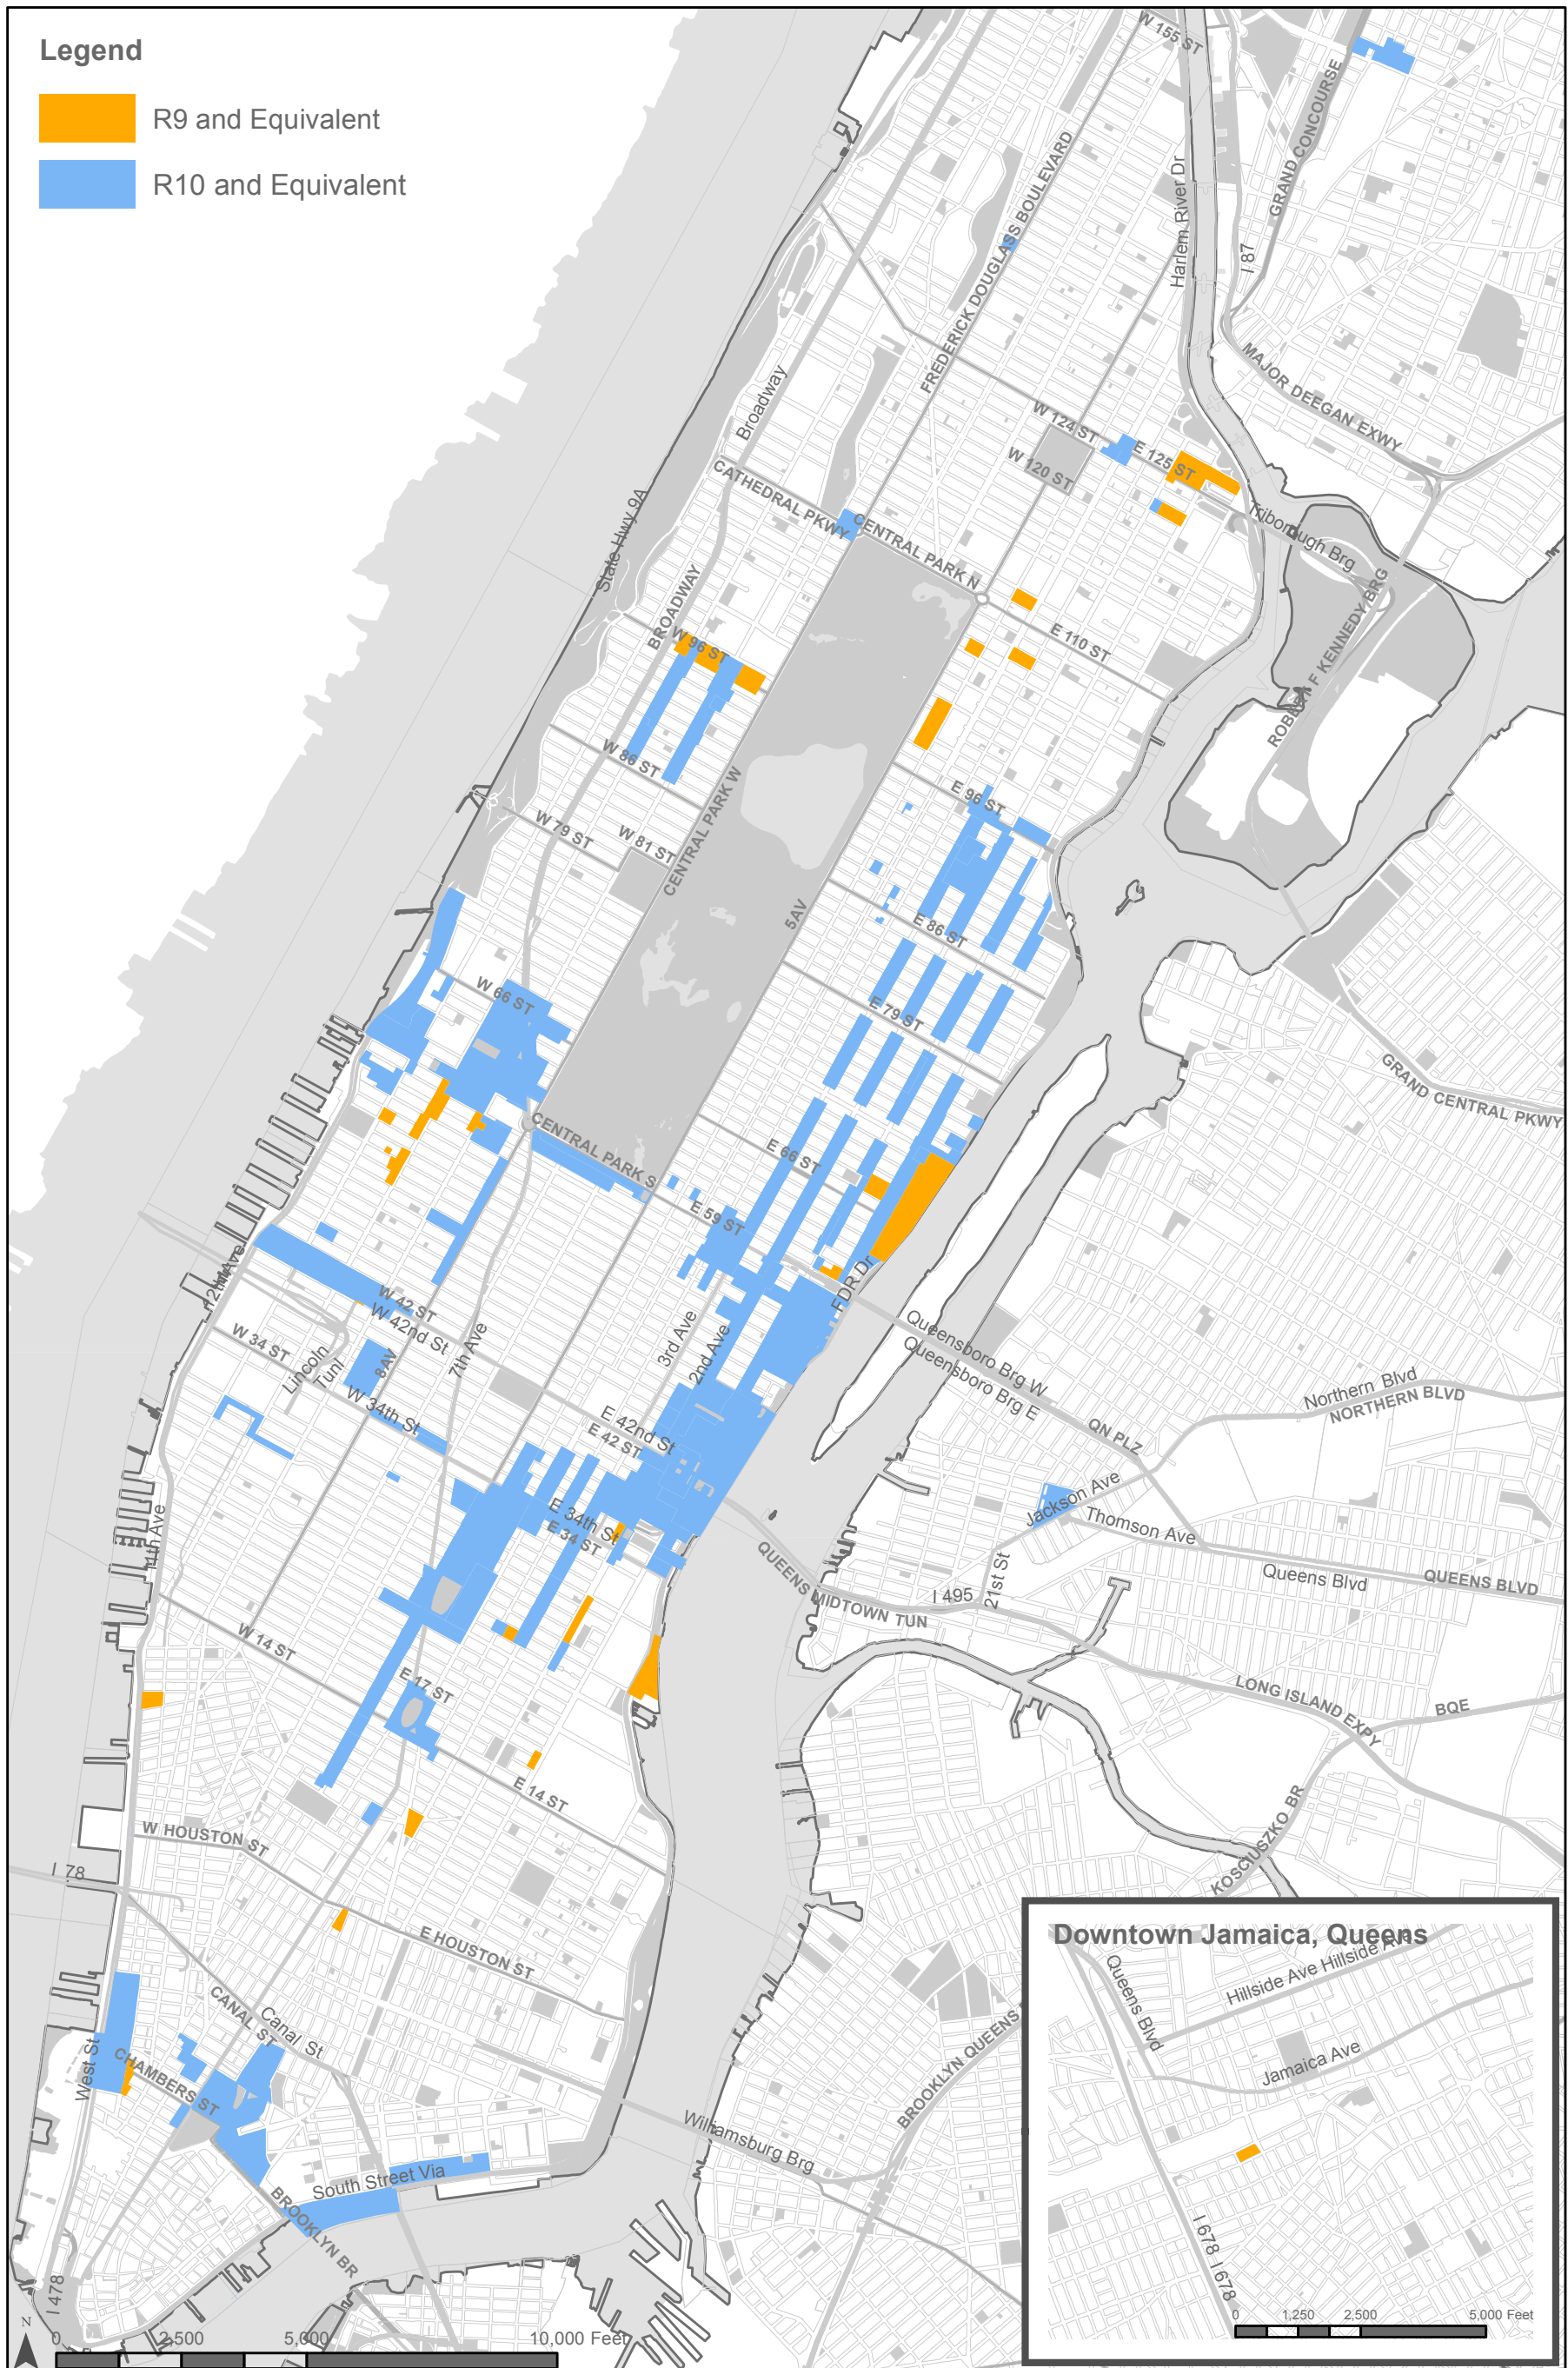 Legend
R9 and Equivalent
R10 and Equivalent
W 155 ST
GRAND CONCOURSE
Harlem River Dr
I 87
FREDERICK DOUGLASS BOULEVARD
MAJOR DEEGAN EXWY
Broadway
W 124 ST
E 125 ST
W 120 ST
CATHEDRAL PKWY
CENTRAL PARK N
State Hwy 9A
Triborough Brg
ROBERT F KENNEDY BRG
BROADWAY
W 96 ST
E 110 ST
W 86 ST
CENTRAL PARK W
E 96 ST
W 79 ST
W 81 ST
5AV
E 86 ST
W 66 ST
E 79 ST
GRAND CENTRAL PKWY
CENTRAL PARK S
E 66 ST
E 59 ST
12th Ave
FDR Dr
W 42 ST
W 42nd St
W 34 ST
Lincoln
Tunl
8 AV
7th Ave
3rd Ave
2nd Ave
Queensboro Brg W
Queensboro Brg E
Northern Blvd
NORTHERN BLVD
W 34th St
E 42nd St
E 42 ST
QN PLZ
Jackson Ave
Thomson Ave
E 34th St
E 34 ST
11th Ave
QUEENS MIDTOWN TUN
I 495
21st St
Queens Blvd
QUEENS BLVD
W 14 ST
E 17 ST
LONG ISLAND EXPY
BQE
E 14 ST
KOSCIUSZKO BR
W HOUSTON ST
I 78
E HOUSTON ST
CANAL ST
Canal St
West St
CHAMBERS ST
BROOKLYN QUEENS
Williamsburg Brg
South Street Via
BROOKLYN BR
I 478
N
0 2,500 5,000 10,000 Feet
Downtown Jamaica, Queens
Queens Blvd
Hillside Ave Hillside Ave
Jamaica Ave
I 678 I 678
0 1,250 2,500 5,000 Feet